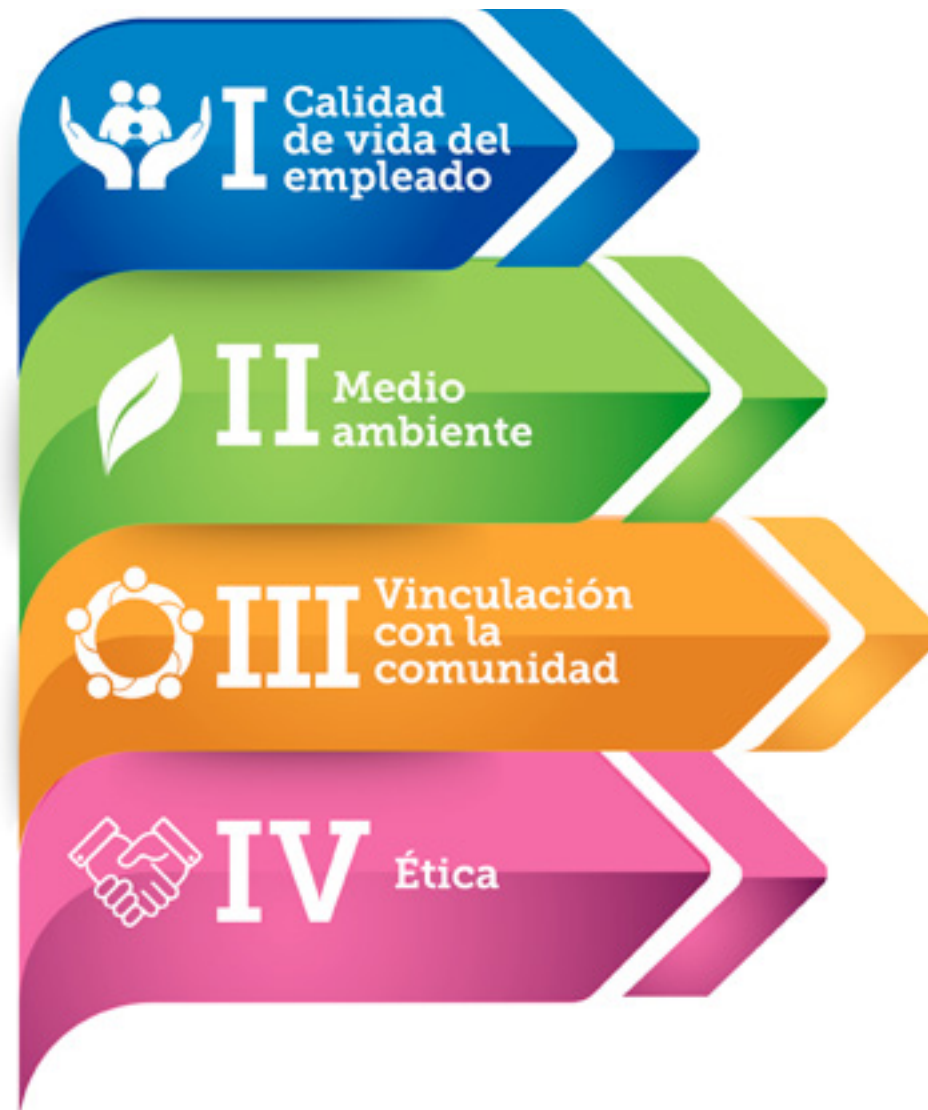 I
Calidad
de vida del
empleado
II
Medio
ambiente
III
Vinculación
con la
comunidad
IV
Ética